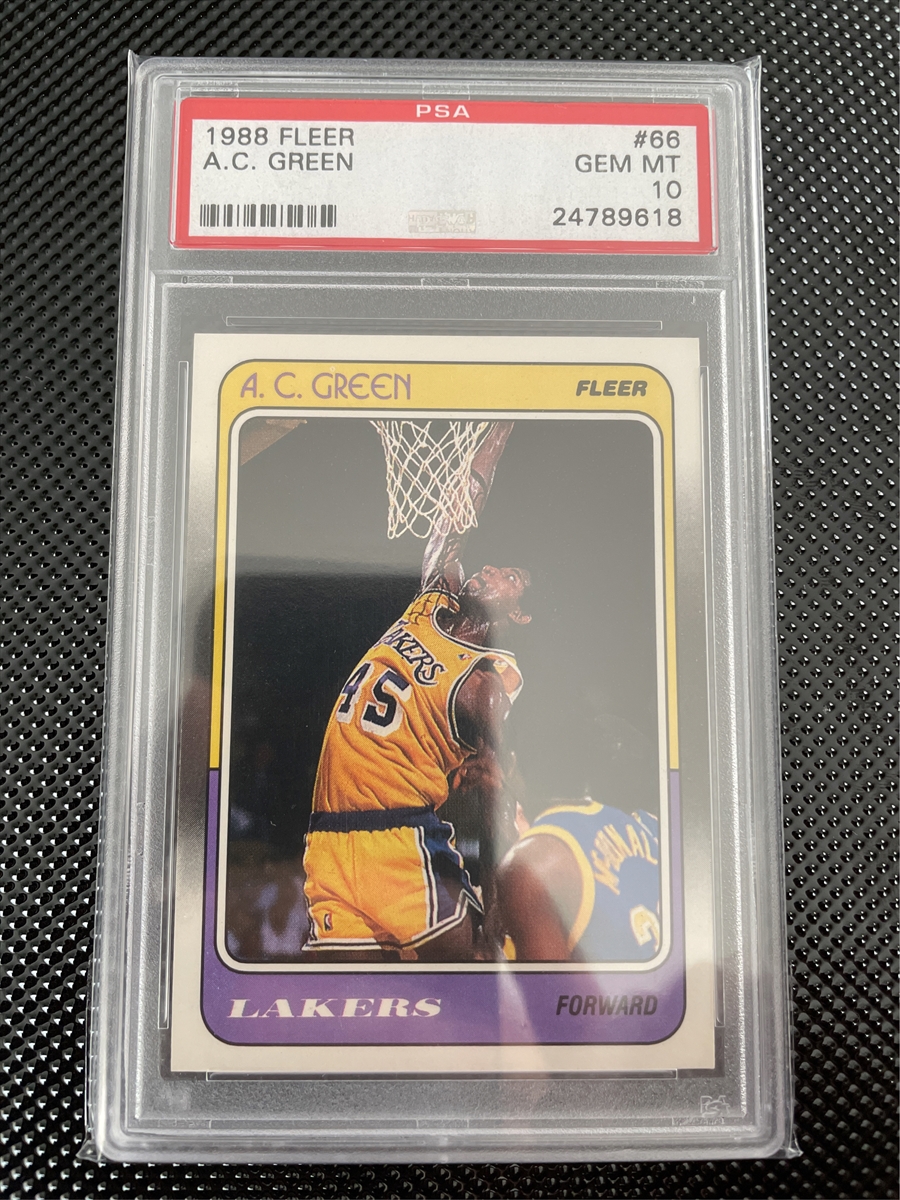 PSA
1988 FLEER #66
A.C. GREEN GEM MT
10
24789618
A. C. GREEN FLEER
LAKERS
45
LAKERS FORWARD